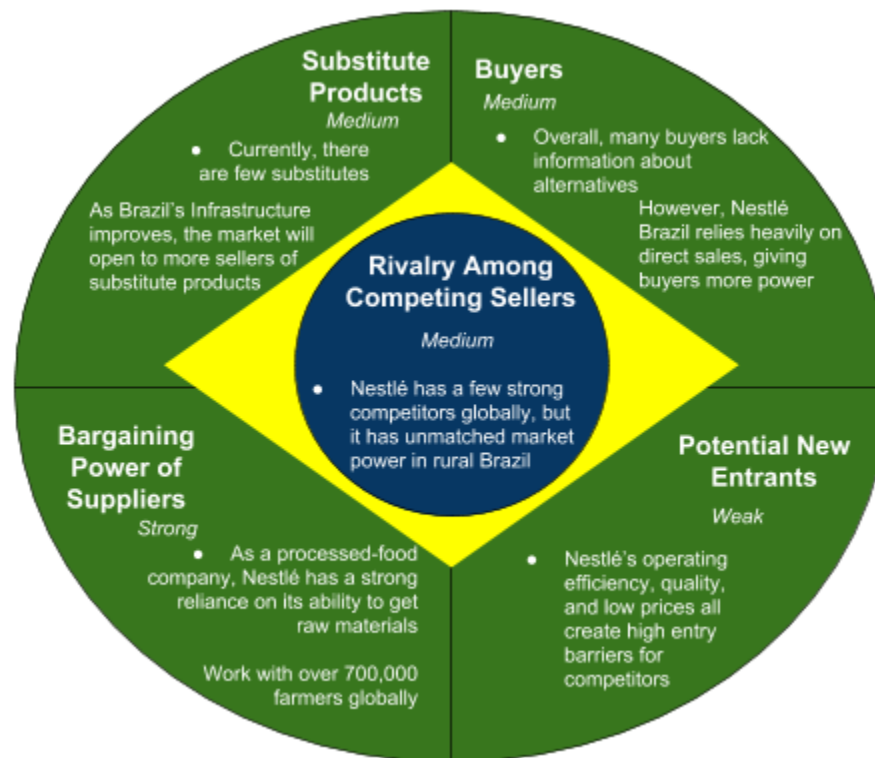 Substitute
Products
Medium
● Currently, there
are few substitutes
As Brazil's Infrastructure
improves, the market will
open to more sellers of
substitute products
Buyers
Medium
● Overall, many buyers lack
information about
alternatives
However, Nestlé
Brazil relies heavily on
direct sales, giving
buyers more power
Rivalry Among
Competing Sellers
Medium
● Nestlé has a few strong
competitors globally, but
it has unmatched market
power in rural Brazil
Bargaining
Power of
Suppliers
Strong
● As a processed-food
company, Nestlé has a strong
reliance on its ability to get
raw materials
Work with over 700,000
farmers globally
Potential New
Entrants
Weak
● Nestlé's operating
efficiency, quality,
and low prices all
create high entry
barriers for
competitors